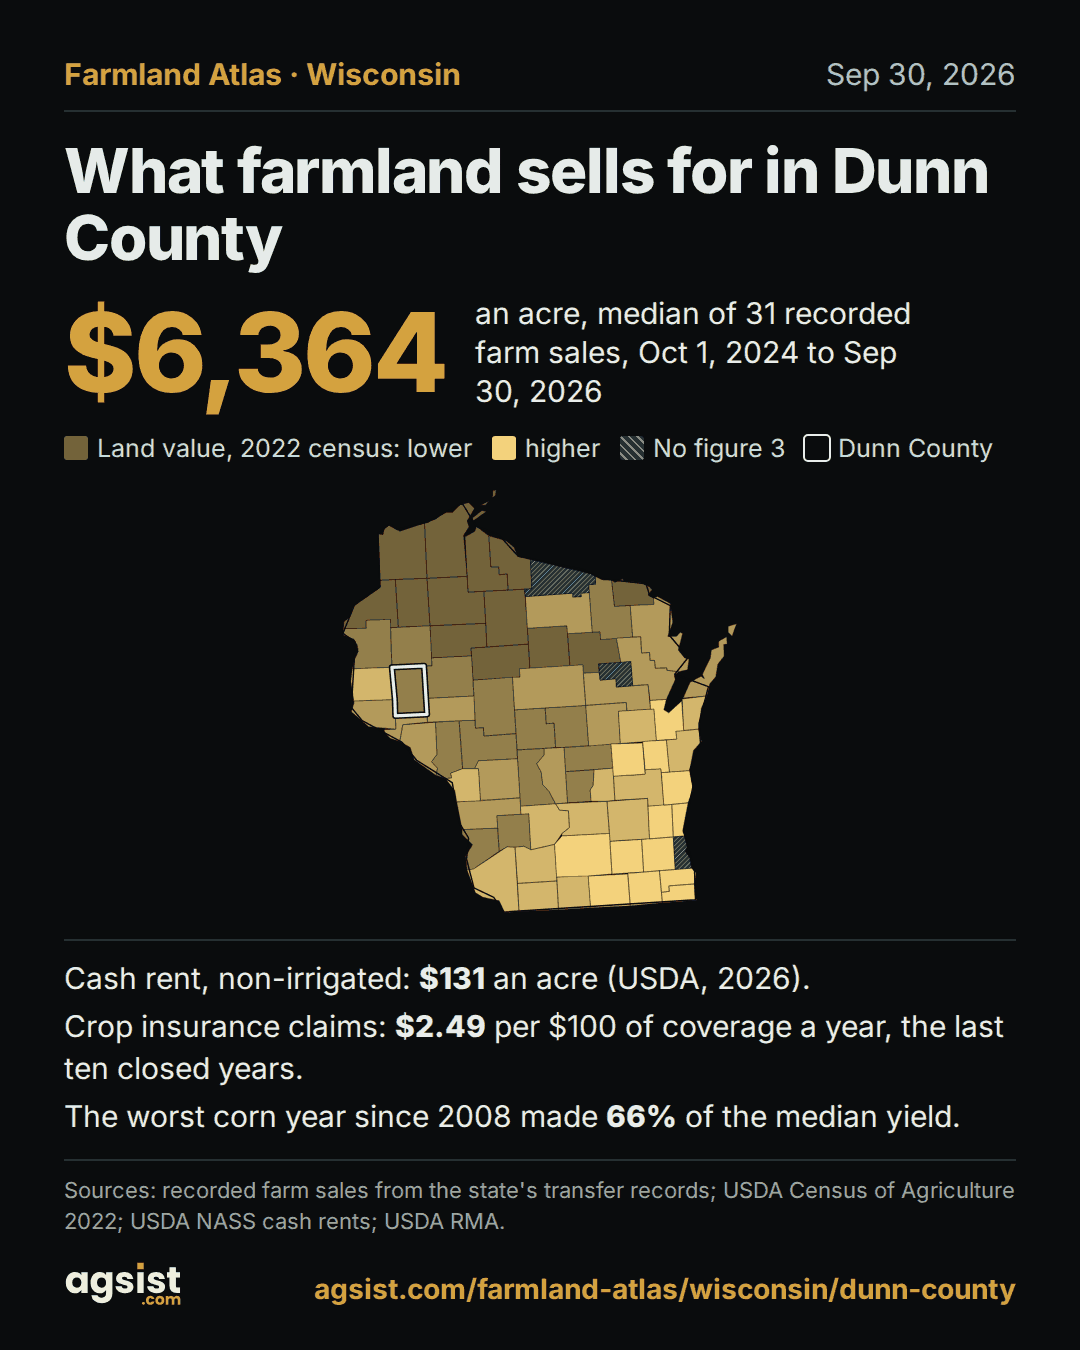 Farmland Atlas · Wisconsin
Sep 30, 2026
What farmland sells for in Dunn
County
$6,364
an acre, median of 31 recorded
farm sales, Oct 1, 2024 to Sep
30, 2026
Land value, 2022 census: lower
higher
No figure 3
Dunn County
Cash rent, non-irrigated: $131 an acre (USDA, 2026).
Crop insurance claims: $2.49 per $100 of coverage a year, the last
ten closed years.
The worst corn year since 2008 made 66% of the median yield.
Sources: recorded farm sales from the state's transfer records; USDA Census of Agriculture
2022; USDA NASS cash rents; USDA RMA.
agsist
.com
agsist.com/farmland-atlas/wisconsin/dunn-county